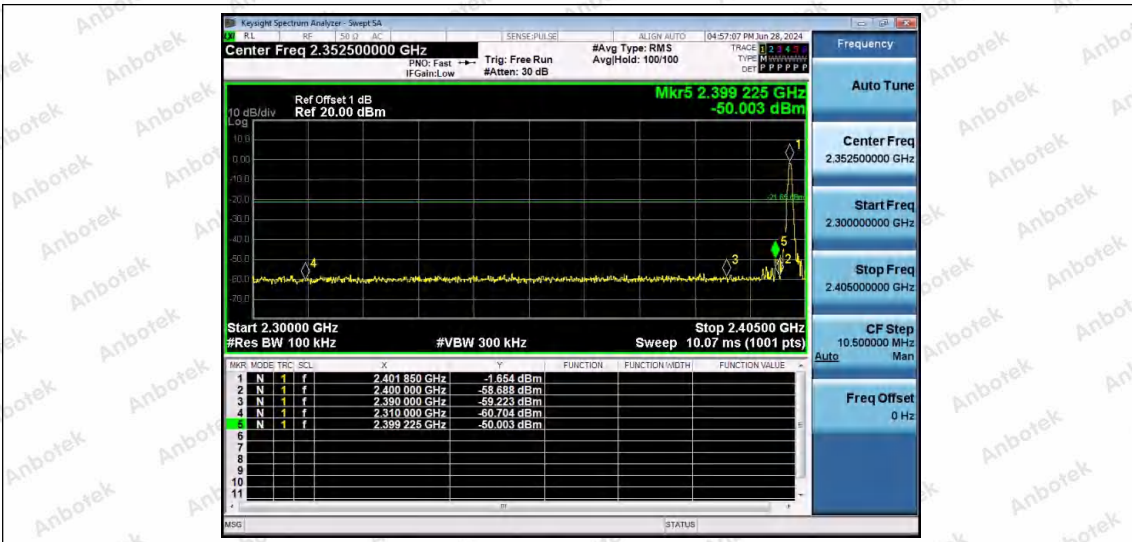 Keysight Spectrum Analyzer - Swept SA
LXI RL RF 50 Ω AC SENSE:PULSE ALIGN AUTO 04:57:07 PM Jun 28, 2024
Center Freq 2.352500000 GHz
PNO: Fast
IFGain:Low
Trig: Free Run
#Atten: 30 dB
#Avg Type: RMS
Avg|Hold: 100/100
TRACE 1 2 3 4 5 6
TYPE M WWWWW
DET P P P P P P
Mkr5 2.399 225 GHz
-50.003 dBm
Ref Offset 1 dB
10 dB/div Ref 20.00 dBm
Log
10.0
0.00
-10.0
-20.0
-30.0
-40.0
-50.0
-60.0
-70.0
1
-21.65 dBm
5
4
3
2
Start 2.30000 GHz Stop 2.40500 GHz
#Res BW 100 kHz #VBW 300 kHz Sweep 10.07 ms (1001 pts)
MKR MODE TRC SCL X Y FUNCTION FUNCTION WIDTH FUNCTION VALUE
1 N 1 f 2.401 850 GHz -1.654 dBm
2 N 1 f 2.400 000 GHz -58.688 dBm
3 N 1 f 2.390 000 GHz -59.223 dBm
4 N 1 f 2.310 000 GHz -60.704 dBm
5 N 1 f 2.399 225 GHz -50.003 dBm
6
7
8
9
10
11
MSG STATUS
Frequency
Auto Tune
Center Freq
2.352500000 GHz
Start Freq
2.300000000 GHz
Stop Freq
2.405000000 GHz
CF Step
10.500000 MHz
Auto Man
Freq Offset
0 Hz
Anbotek